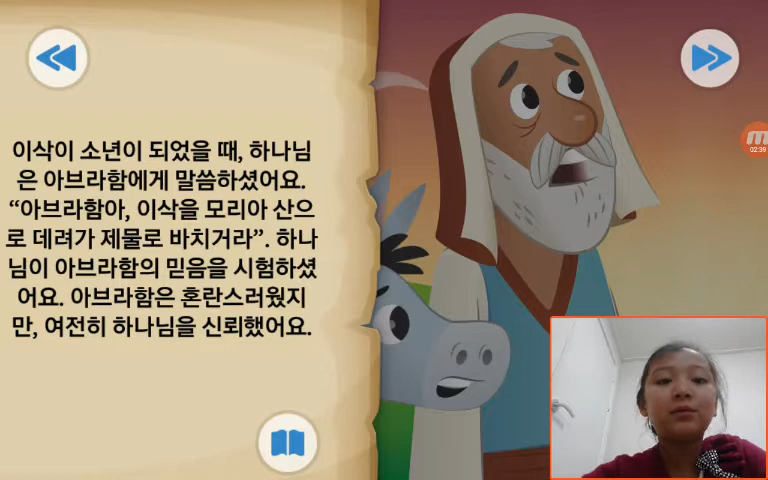 이삭이 소년이 되었을 때, 하나님
은 아브라함에게 말씀하셨어요.
“아브라함아, 이삭을 모리아 산으
로 데려가 제물로 바치거라”. 하나
님이 아브라함의 믿음을 시험하셨
어요. 아브라함은 혼란스러웠지
만, 여전히 하나님을 신뢰했어요.
02:39